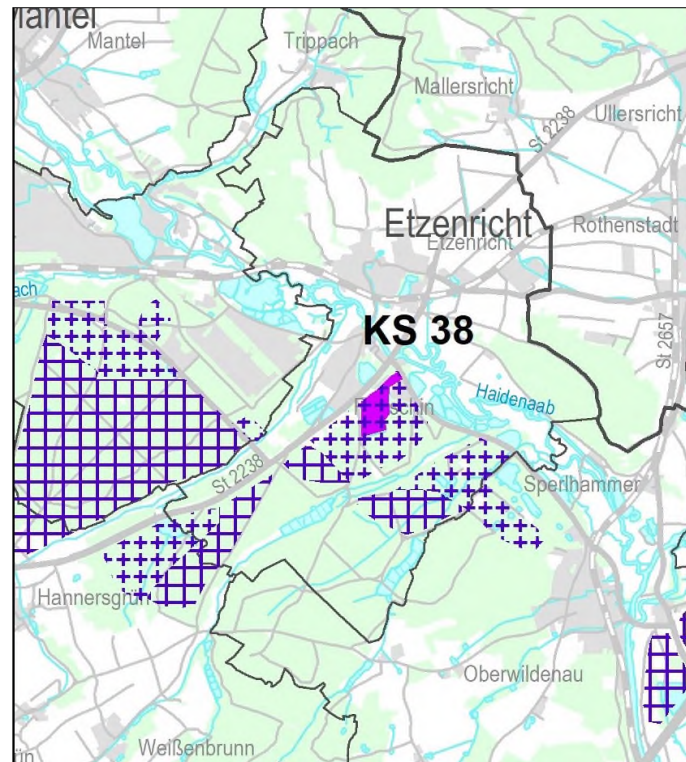 Mantel
Mantel
Trippach
Mallersricht
St 2238
Ullersricht
Etzenricht
Etzenricht
Rothenstadt
St 2657
KS 38
Haidenaab
St 2238
Sperlhammer
Hannersgrün
Oberwildenau
Weißenbrunn